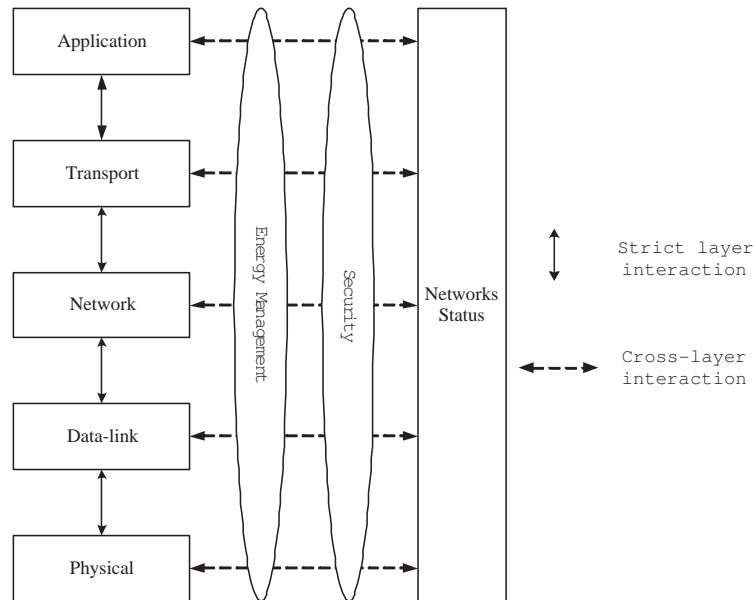 Application
Transport
Network
Data-link
Physical
Energy Management
Security
Networks
Status
Strict layer
interaction
Cross-layer
interaction